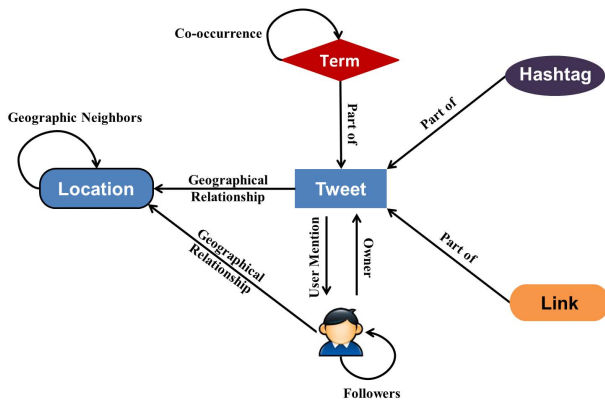 Co-occurrence
Term
Hashtag
Part of
Part of
Geographic Neighbors
Location
Geographical
Relationship
Tweet
Geographical
Relationship
User Mention
Owner
Part of
Link
Followers